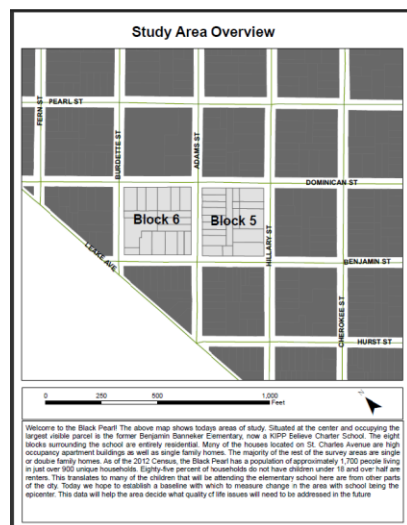 Study Area Overview
FERN ST
PEARL ST
BURDETTE ST
ADAMS ST
DOMINICAN ST
Block 6
Block 5
LEAKE AVE
HILLARY ST
BENJAMIN ST
CHEROKEE ST
HURST ST
0 250 500 1,000
Feet
Welcome to the Black Pearl! The above map shows todays areas of study. Situated at the center and occupying the
largest visible parcel is the former Benjamin Banneker Elementary, now a KIPP Believe Charter School. The eight
blocks surrounding the school are entirely residential. Many of the houses located on St. Charles Avenue are high
occupancy apartment buildings as well as single family homes. The majority of the rest of the survey areas are single
or doube family homes. As of the 2012 Census, the Black Pearl has a population of approximately 1,700 people living
in just over 900 unique households. Eighty-five percent of households do not have children under 18 and over half are
renters. This translates to many of the children that will be attending the elementary school here are from other parts
of the city. Today we hope to establish a baseline with which to measure change in the area with school being the
epicenter. This data will help the area decide what quality of life issues will need to be addressed in the future